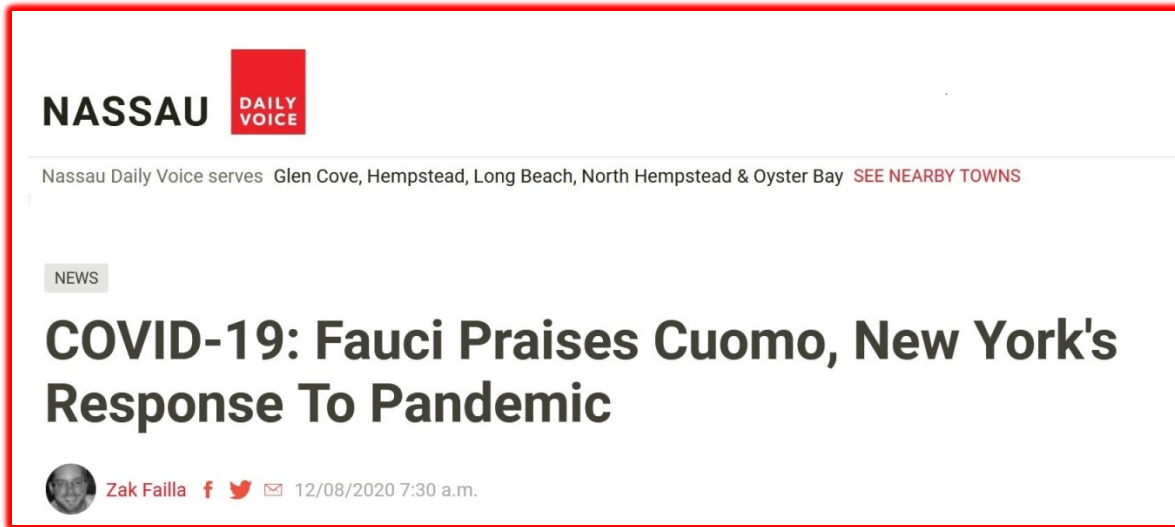 NASSAU
DAILY
VOICE
Nassau Daily Voice serves Glen Cove, Hempstead, Long Beach, North Hempstead & Oyster Bay SEE NEARBY TOWNS
NEWS
COVID-19: Fauci Praises Cuomo, New York's
Response To Pandemic
Zak Failla f 12/08/2020 7:30 a.m.